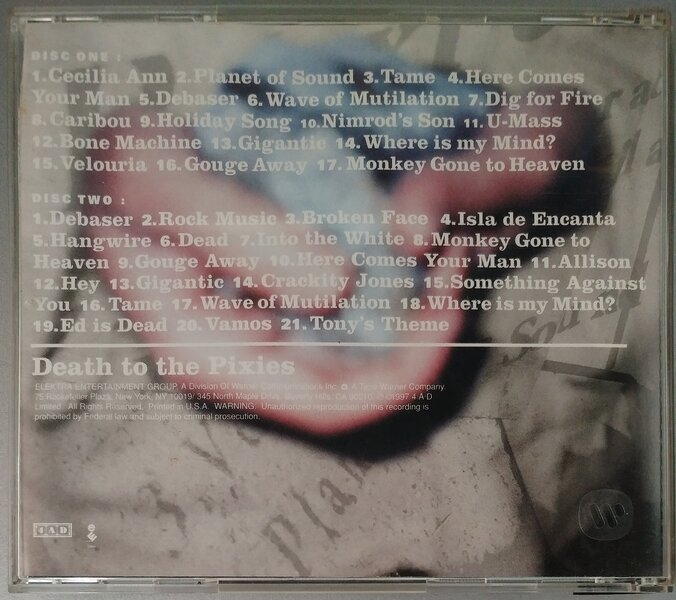 DISC ONE :
1.Cecilia Ann 2.Planet of Sound 3.Tame 4.Here Comes
Your Man 5.Debaser 6.Wave of Mutilation 7.Dig for Fire
8.Caribou 9.Holiday Song 10.Nimrod's Son 11.U-Mass
12.Bone Machine 13.Gigantic 14.Where is my Mind?
15.Velouria 16.Gouge Away 17.Monkey Gone to Heaven
DISC TWO :
1.Debaser 2.Rock Music 3.Broken Face 4.Isla de Encanta
5.Hangwire 6.Dead 7.Into the White 8.Monkey Gone to
Heaven 9.Gouge Away 10.Here Comes Your Man 11.Allison
12.Hey 13.Gigantic 14.Crackity Jones 15.Something Against
You 16.Tame 17.Wave of Mutilation 18.Where is my Mind?
19.Ed is Dead 20.Vamos 21.Tony's Theme
Death to the Pixies
ELEKTRA ENTERTAINMENT GROUP, A Division Of Warner Communications Inc. A Time Warner Company.
75 Rockefeller Plaza, New York, NY 10019/ 345 North Maple Drive, Beverly Hills, CA 90210. ℗ ©1997 4 A D
Limited. All Rights Reserved. Printed in U.S.A. WARNING: Unauthorized reproduction of this recording is
prohibited by Federal law and subject to criminal prosecution.
4AD